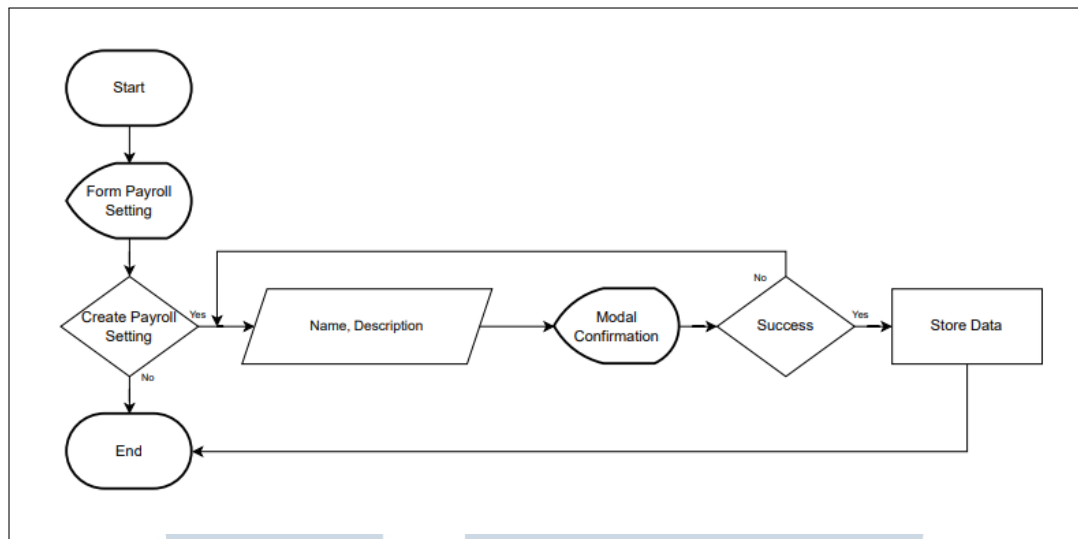 Start
Form Payroll
Setting
Create Payroll
Setting
Yes
No
Name, Description
Modal
Confirmation
No
Success
Yes
Store Data
End